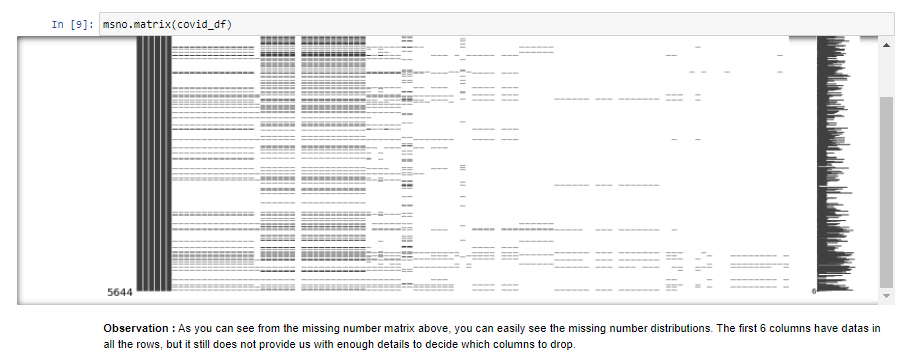 In [9]: msno.matrix(covid_df)
5644
6
Observation : As you can see from the missing number matrix above, you can easily see the missing number distributions. The first 6 columns have datas in
all the rows, but it still does not provide us with enough details to decide which columns to drop.